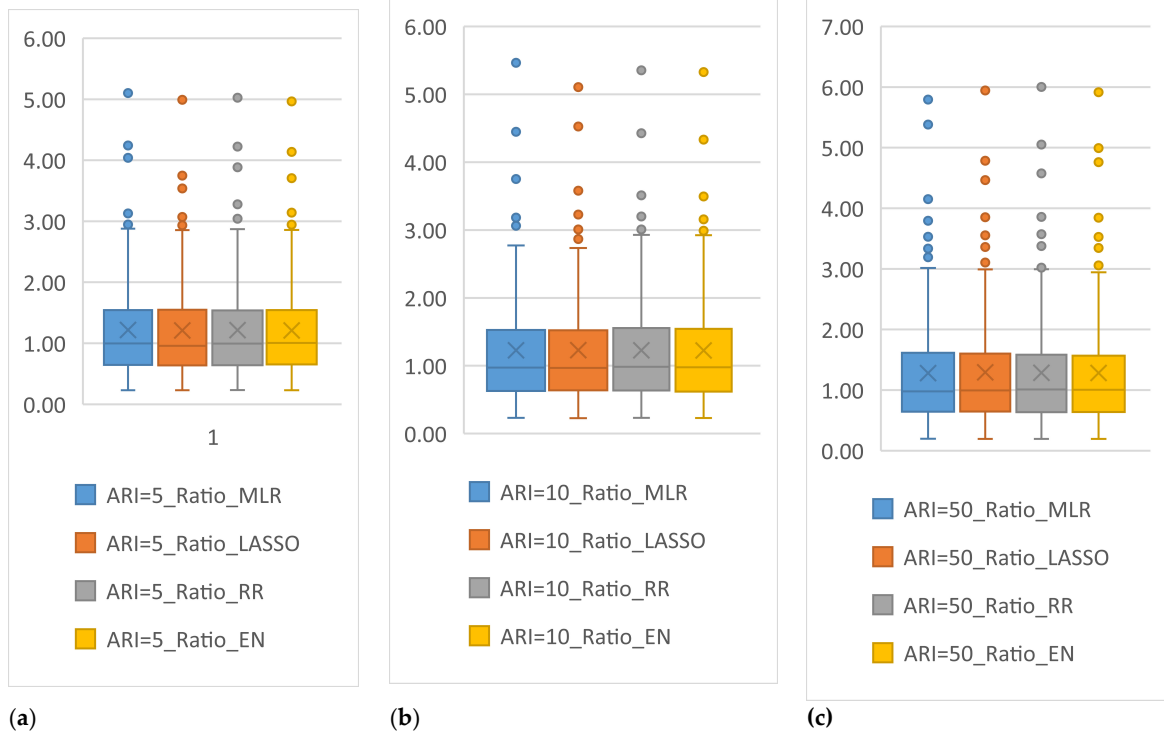 6.00
5.00
4.00
3.00
2.00
1.00
0.00
1
ARI=5_Ratio_MLR
ARI=5_Ratio_LASSO
ARI=5_Ratio_RR
ARI=5_Ratio_EN
(a)
6.00
5.00
4.00
3.00
2.00
1.00
0.00
ARI=10_Ratio_MLR
ARI=10_Ratio_LASSO
ARI=10_Ratio_RR
ARI=10_Ratio_EN
(b)
7.00
6.00
5.00
4.00
3.00
2.00
1.00
0.00
ARI=50_Ratio_MLR
ARI=50_Ratio_LASSO
ARI=50_Ratio_RR
ARI=50_Ratio_EN
(c)